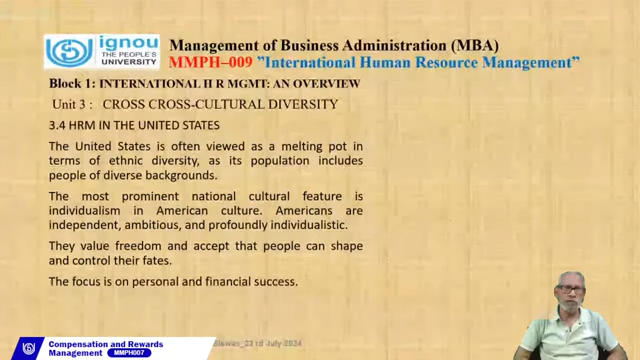 ignou
THE PEOPLE'S
UNIVERSITY
Management of Business Administration (MBA)
MMPH–009 ”International Human Resource Management”
Block 1: INTERNATIONAL H R MGMT: AN OVERVIEW
Unit 3 : CROSS CROSS-CULTURAL DIVERSITY
3.4 HRM IN THE UNITED STATES
The United States is often viewed as a melting pot in
terms of ethnic diversity, as its population includes
people of diverse backgrounds.
The most prominent national cultural feature is
individualism in American culture. Americans are
independent, ambitious, and profoundly individualistic.
They value freedom and accept that people can shape
and control their fates.
The focus is on personal and financial success.
Compensation and Rewards
Management MMPH007
Biswas_23 rd July 2024